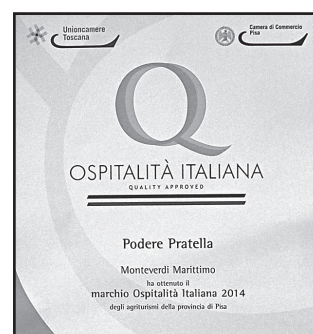 Unioncamere
Toscana
Camera di Commercio
Pisa
Q
OSPITALITÀ ITALIANA
QUALITY APPROVED
Podere Pratella
Monteverdi Marittimo
ha ottenuto il
marchio Ospitalità Italiana 2014
degli agriturismi della provincia di Pisa